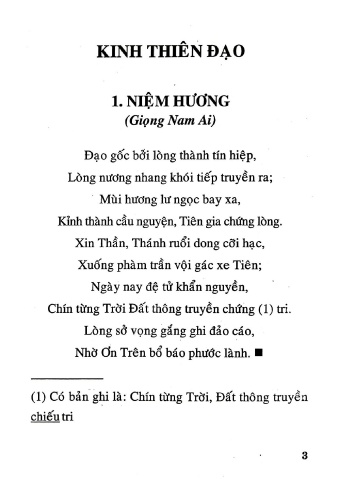 KINH THIÊN ĐẠO
1. NIỆM HƯƠNG
(Giọng Nam Ai)
Đạo gốc bởi lòng thành tín hiệp,
Lòng nương nhang khói tiếp truyền ra;
Mùi hương lư ngọc bay xa,
Kỉnh thành cầu nguyện, Tiên gia chứng lòng.
Xin Thần, Thánh ruổi dong cỡi hạc,
Xuống phàm trần vội gác xe Tiên;
Ngày nay đệ tử khẩn nguyền,
Chín từng Trời Đất thông truyền chứng (1) tri.
Lòng sở vọng gắng ghi đảo cáo,
Nhờ Ơn Trên bổ báo phước lành. ■
(1) Có bản ghi là: Chín từng Trời, Đất thông truyền
chiếu tri
3